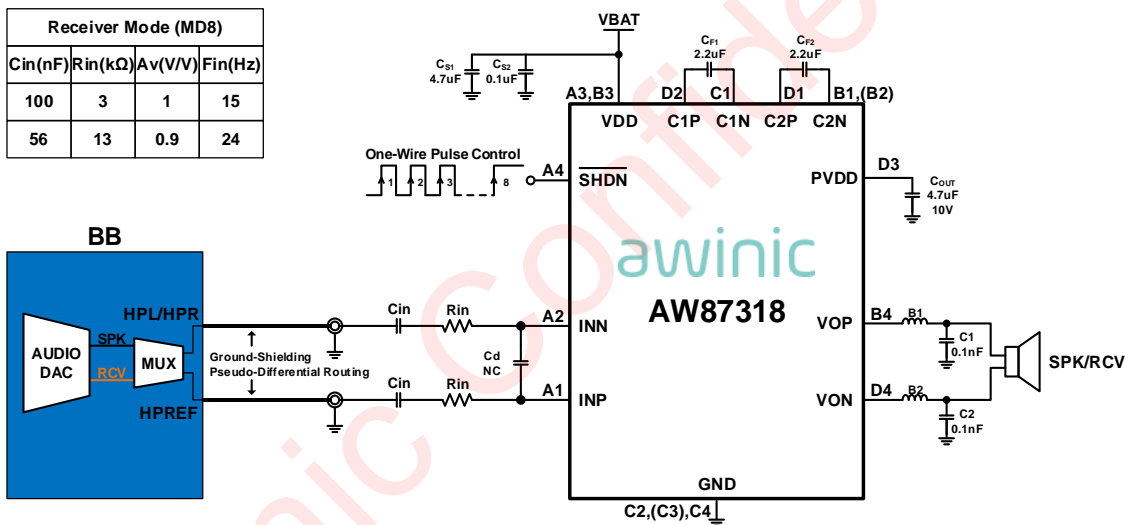 Receiver Mode (MD8)
Cin(nF) Rin(kΩ) Av(V/V) Fin(Hz)
100 3 1 15
56 13 0.9 24
VBAT
CS1
4.7uF
CS2
0.1uF
CF1
2.2uF
CF2
2.2uF
A3,B3 D2 C1 D1 B1,(B2)
VDD C1P C1N C2P C2N
One-Wire Pulse Control
1 2 3 8
A4
SHDN
PVDD
D3
COUT
4.7uF
10V
awinic
AW87318
BB
HPL/HPR
AUDIO
DAC
SPK
RCV
MUX
HPREF
Ground-Shielding
Pseudo-Differential Routing
Cin Rin A2 INN
Cd
NC
Cin Rin A1 INP
VOP B4 B1
C1
0.1nF
SPK/RCV
VON D4 B2
C2
0.1nF
GND
C2,(C3),C4
nic Confide